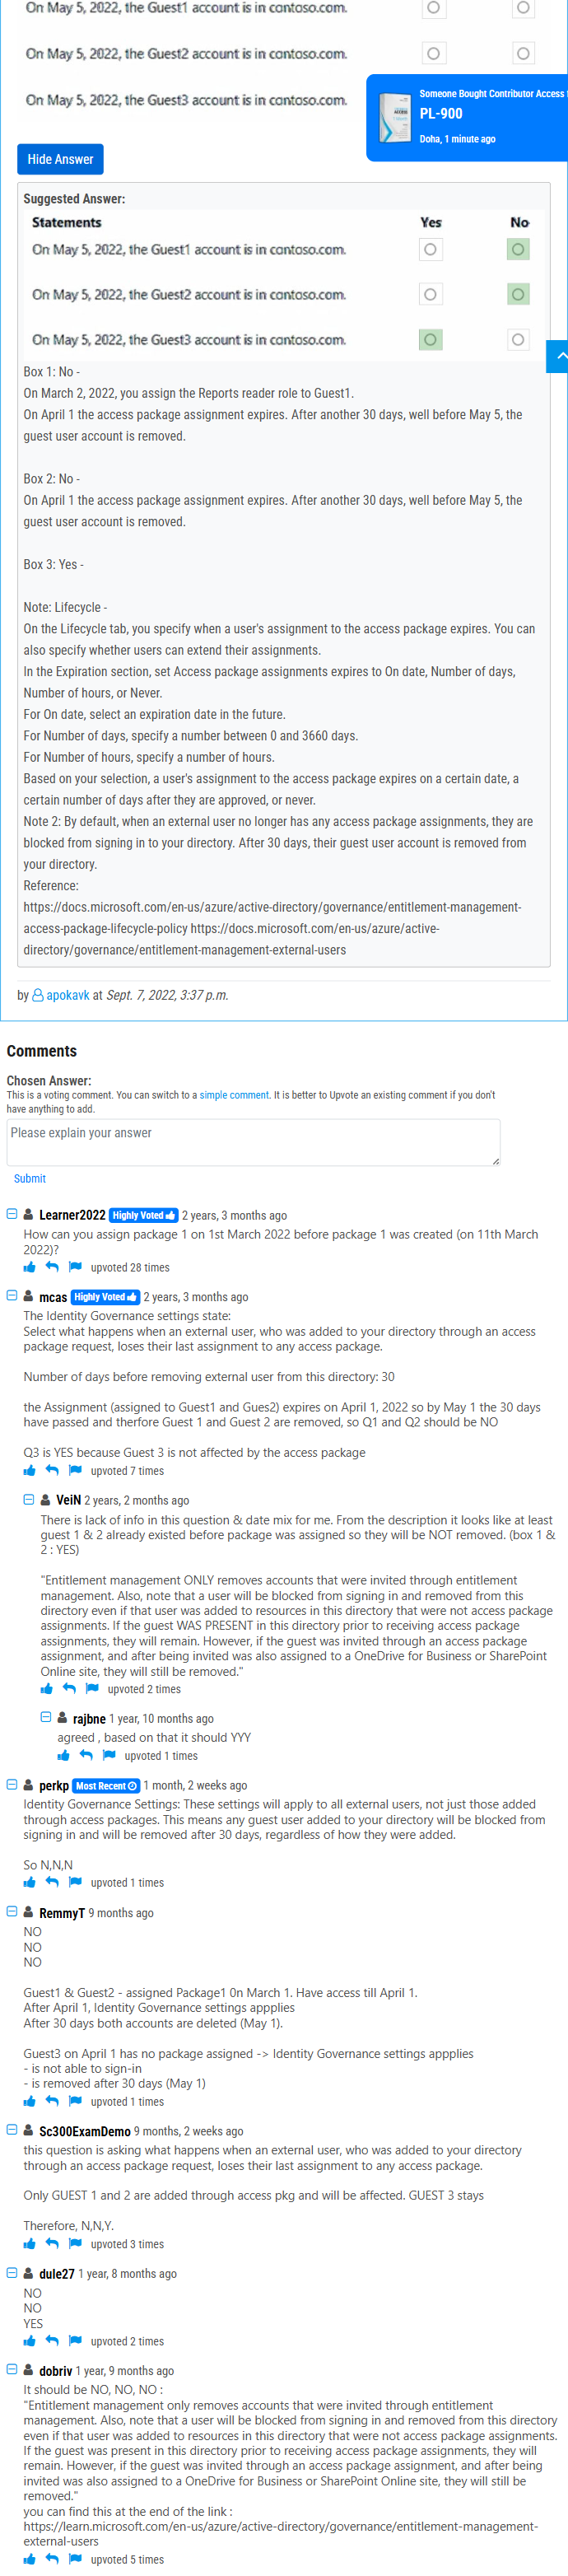 On May 5, 2022, the Guest1 account is in contoso.com.
On May 5, 2022, the Guest2 account is in contoso.com.
On May 5, 2022, the Guest3 account is in contoso.com.
Someone Bought Contributor Access
PL-900
Doha, 1 minute ago
Hide Answer
Suggested Answer:
Statements Yes No
On May 5, 2022, the Guest1 account is in contoso.com.
On May 5, 2022, the Guest2 account is in contoso.com.
On May 5, 2022, the Guest3 account is in contoso.com.
Box 1: No -
On March 2, 2022, you assign the Reports reader role to Guest1.
On April 1 the access package assignment expires. After another 30 days, well before May 5, the
guest user account is removed.
Box 2: No -
On April 1 the access package assignment expires. After another 30 days, well before May 5, the
guest user account is removed.
Box 3: Yes -
Note: Lifecycle -
On the Lifecycle tab, you specify when a user's assignment to the access package expires. You can
also specify whether users can extend their assignments.
In the Expiration section, set Access package assignments expires to On date, Number of days,
Number of hours, or Never.
For On date, select an expiration date in the future.
For Number of days, specify a number between 0 and 3660 days.
For Number of hours, specify a number of hours.
Based on your selection, a user's assignment to the access package expires on a certain date, a
certain number of days after they are approved, or never.
Note 2: By default, when an external user no longer has any access package assignments, they are
blocked from signing in to your directory. After 30 days, their guest user account is removed from
your directory.
Reference:
https://docs.microsoft.com/en-us/azure/active-directory/governance/entitlement-management-
access-package-lifecycle-policy https://docs.microsoft.com/en-us/azure/active-
directory/governance/entitlement-management-external-users
by apokavk at Sept. 7, 2022, 3:37 p.m.
Comments
Chosen Answer:
This is a voting comment. You can switch to a simple comment. It is better to Upvote an existing comment if you don't
have anything to add.
Please explain your answer
Submit
Learner2022 Highly Voted 2 years, 3 months ago
How can you assign package 1 on 1st March 2022 before package 1 was created (on 11th March
2022)?
upvoted 28 times
mcas Highly Voted 2 years, 3 months ago
The Identity Governance settings state:
Select what happens when an external user, who was added to your directory through an access
package request, loses their last assignment to any access package.
Number of days before removing external user from this directory: 30
the Assignment (assigned to Guest1 and Gues2) expires on April 1, 2022 so by May 1 the 30 days
have passed and therfore Guest 1 and Guest 2 are removed, so Q1 and Q2 should be NO
Q3 is YES because Guest 3 is not affected by the access package
upvoted 7 times
VeiN 2 years, 2 months ago
There is lack of info in this question & date mix for me. From the description it looks like at least
guest 1 & 2 already existed before package was assigned so they will be NOT removed. (box 1 &
2 : YES)
"Entitlement management ONLY removes accounts that were invited through entitlement
management. Also, note that a user will be blocked from signing in and removed from this
directory even if that user was added to resources in this directory that were not access package
assignments. If the guest WAS PRESENT in this directory prior to receiving access package
assignments, they will remain. However, if the guest was invited through an access package
assignment, and after being invited was also assigned to a OneDrive for Business or SharePoint
Online site, they will still be removed."
upvoted 2 times
rajbne 1 year, 10 months ago
agreed , based on that it should YYY
upvoted 1 times
perkp Most Recent 1 month, 2 weeks ago
Identity Governance Settings: These settings will apply to all external users, not just those added
through access packages. This means any guest user added to your directory will be blocked from
signing in and will be removed after 30 days, regardless of how they were added.
So N,N,N
upvoted 1 times
RemmyT 9 months ago
NO
NO
NO
Guest1 & Guest2 - assigned Package1 0n March 1. Have access till April 1.
After April 1, Identity Governance settings appplies
After 30 days both accounts are deleted (May 1).
Guest3 on April 1 has no package assigned -> Identity Governance settings appplies
- is not able to sign-in
- is removed after 30 days (May 1)
upvoted 1 times
Sc300ExamDemo 9 months, 2 weeks ago
this question is asking what happens when an external user, who was added to your directory
through an access package request, loses their last assignment to any access package.
Only GUEST 1 and 2 are added through access pkg and will be affected. GUEST 3 stays
Therefore, N,N,Y.
upvoted 3 times
dule27 1 year, 8 months ago
NO
NO
YES
upvoted 2 times
dobriv 1 year, 9 months ago
It should be NO, NO, NO :
"Entitlement management only removes accounts that were invited through entitlement
management. Also, note that a user will be blocked from signing in and removed from this directory
even if that user was added to resources in this directory that were not access package assignments.
If the guest was present in this directory prior to receiving access package assignments, they will
remain. However, if the guest was invited through an access package assignment, and after being
invited was also assigned to a OneDrive for Business or SharePoint Online site, they will still be
removed."
you can find this at the end of the link :
https://learn.microsoft.com/en-us/azure/active-directory/governance/entitlement-management-
external-users
upvoted 5 times